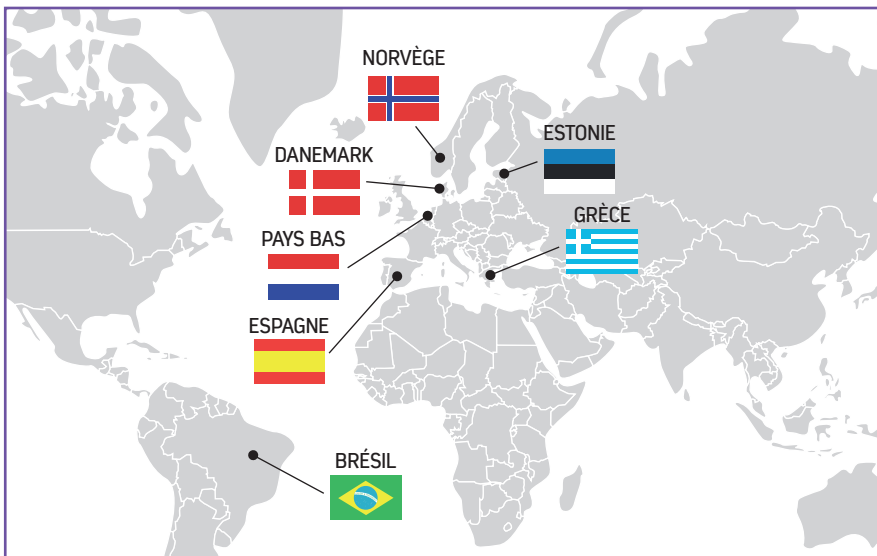 NORVÈGE
ESTONIE
DANEMARK
GRÈCE
PAYS BAS
ESPAGNE
BRÉSIL